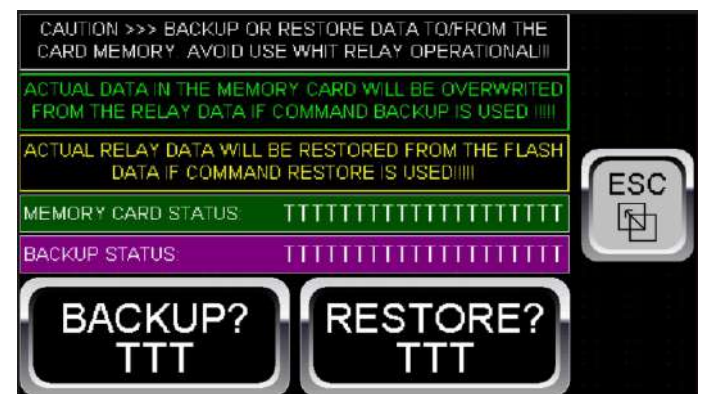 CAUTION >>> BACKUP OR RESTORE DATA TO/FROM THE
CARD MEMORY. AVOID USE WHIT RELAY OPERATIONAL!!!
ACTUAL DATA IN THE MEMORY CARD WILL BE OVERWRITED
FROM THE RELAY DATA IF COMMAND BACKUP IS USED !!!!!
ACTUAL RELAY DATA WILL BE RESTORED FROM THE FLASH
DATA IF COMMAND RESTORE IS USED!!!!!
ESC
MEMORY CARD STATUS: TTTTTTTTTTTTTTTTTTTT
BACKUP STATUS: TTTTTTTTTTTTTTTTTTTT
BACKUP?
TTT
RESTORE?
TTT